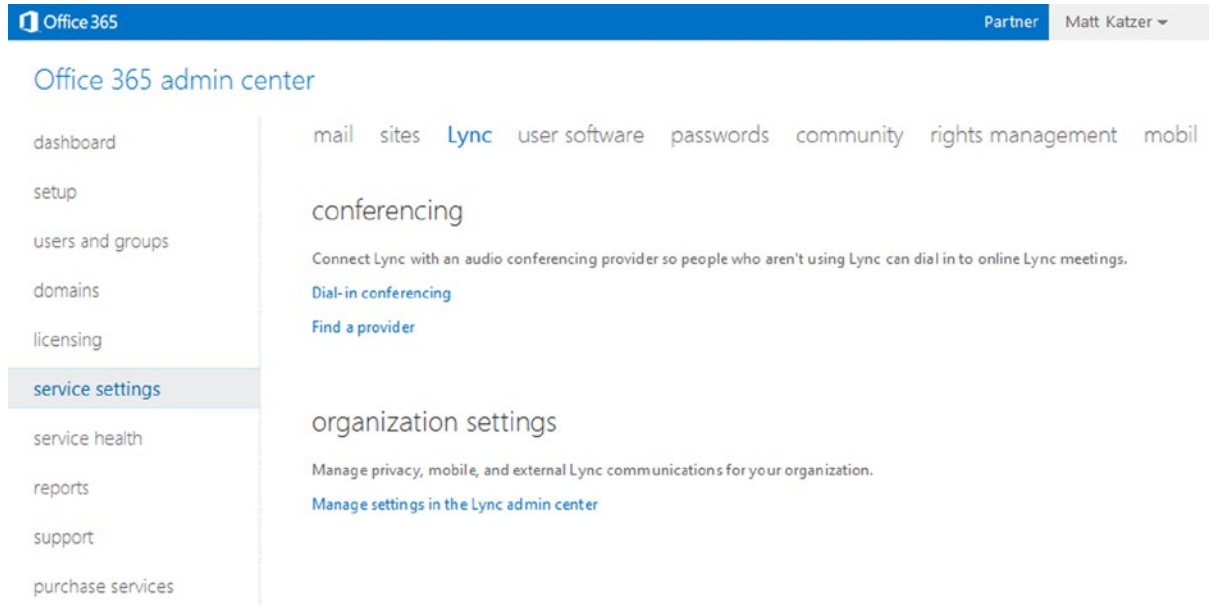 Office 365 Partner Matt Katzer
Office 365 admin center
mail sites Lync user software passwords community rights management mobil
dashboard
setup
users and groups
domains
licensing
service settings
service health
reports
support
purchase services
conferencing
Connect Lync with an audio conferencing provider so people who aren't using Lync can dial in to online Lync meetings.
Dial-in conferencing
Find a provider
organization settings
Manage privacy, mobile, and external Lync communications for your organization.
Manage settings in the Lync admin center